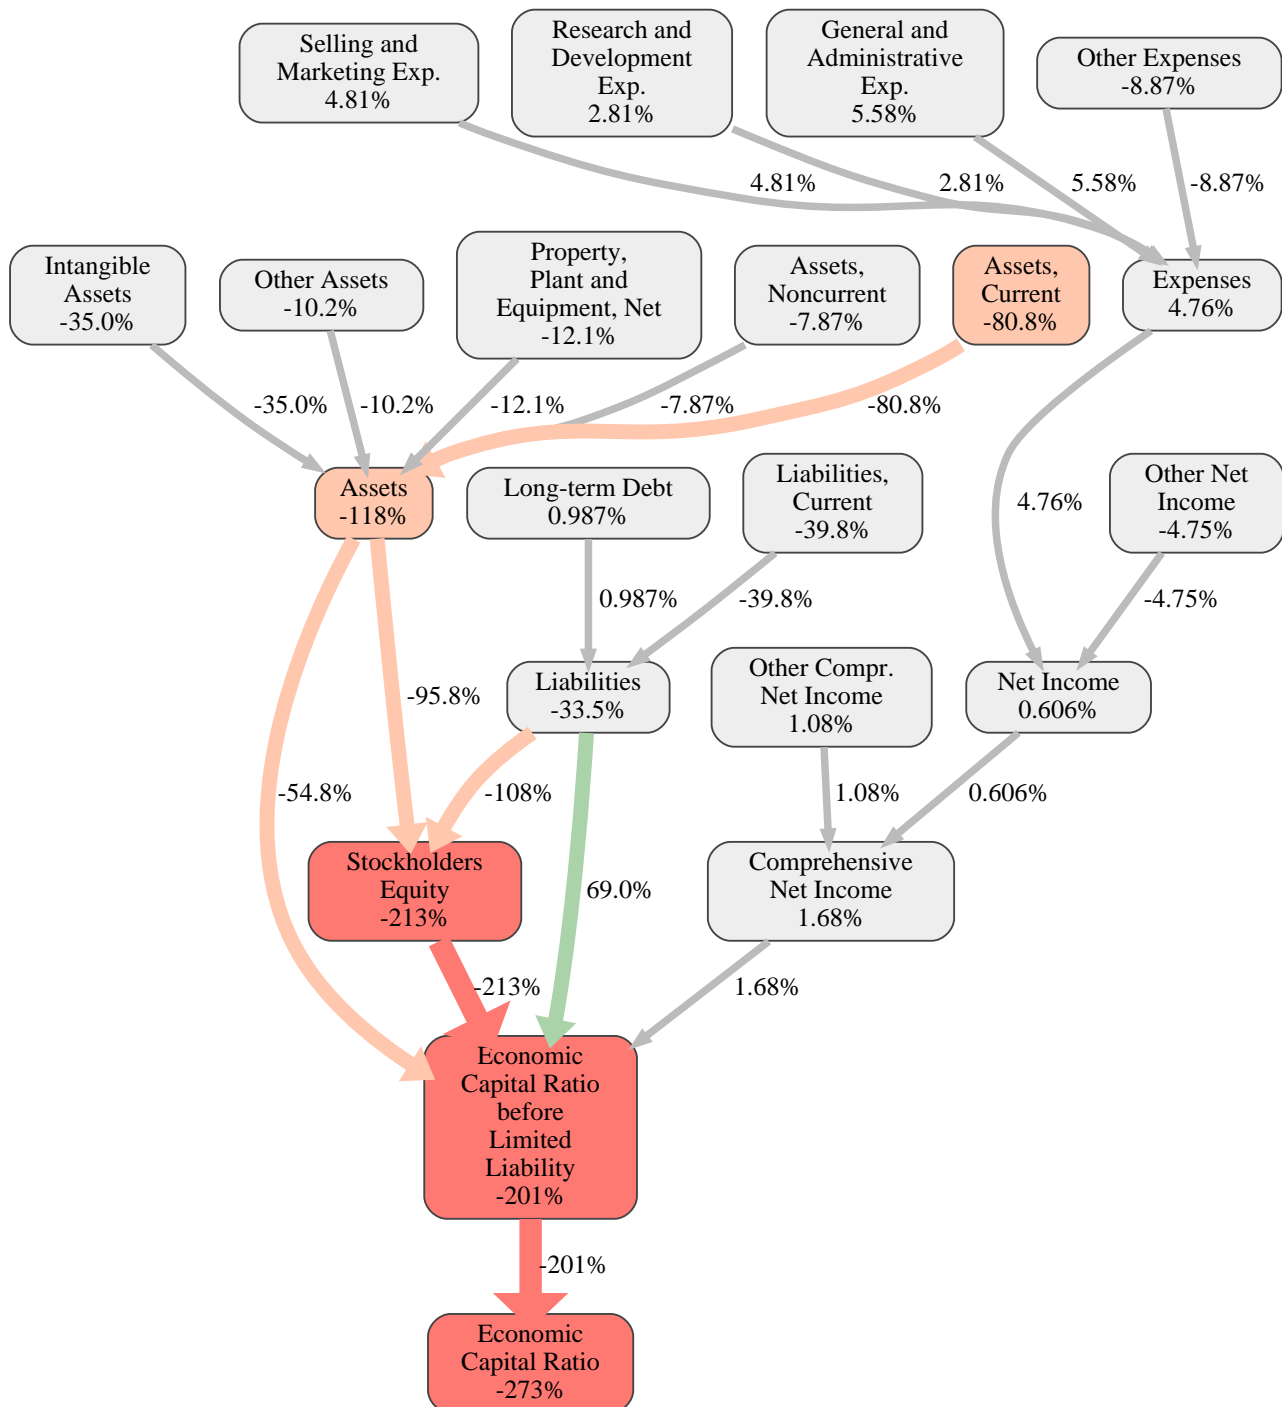 Selling and
Marketing Exp.
4.81%
Research and
Development
Exp.
2.81%
General and
Administrative
Exp.
5.58%
Other Expenses
-8.87%
4.81%
2.81%
5.58%
-8.87%
Intangible
Assets
-35.0%
Other Assets
-10.2%
Property,
Plant and
Equipment, Net
-12.1%
Assets,
Noncurrent
-7.87%
Assets,
Current
-80.8%
Expenses
4.76%
-35.0%
-10.2%
-12.1%
-7.87%
-80.8%
Assets
-118%
Long-term Debt
0.987%
Liabilities,
Current
-39.8%
4.76%
Other Net
Income
-4.75%
0.987%
-39.8%
-4.75%
-95.8%
Liabilities
-33.5%
Other Compr.
Net Income
1.08%
Net Income
0.606%
-54.8%
-108%
1.08%
0.606%
Stockholders
Equity
-213%
69.0%
Comprehensive
Net Income
1.68%
-213%
1.68%
Economic
Capital Ratio
before
Limited
Liability
-201%
-201%
Economic
Capital Ratio
-273%